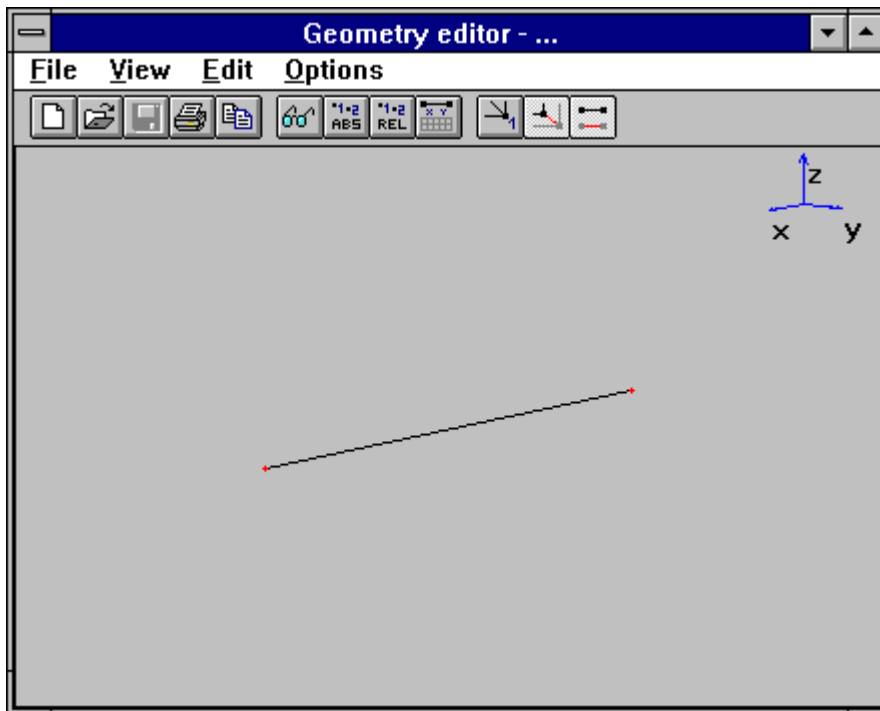 Geometry editor - ...
File View Edit Options
"1•2 ABS "1•2 REL X Y 1
z
x y